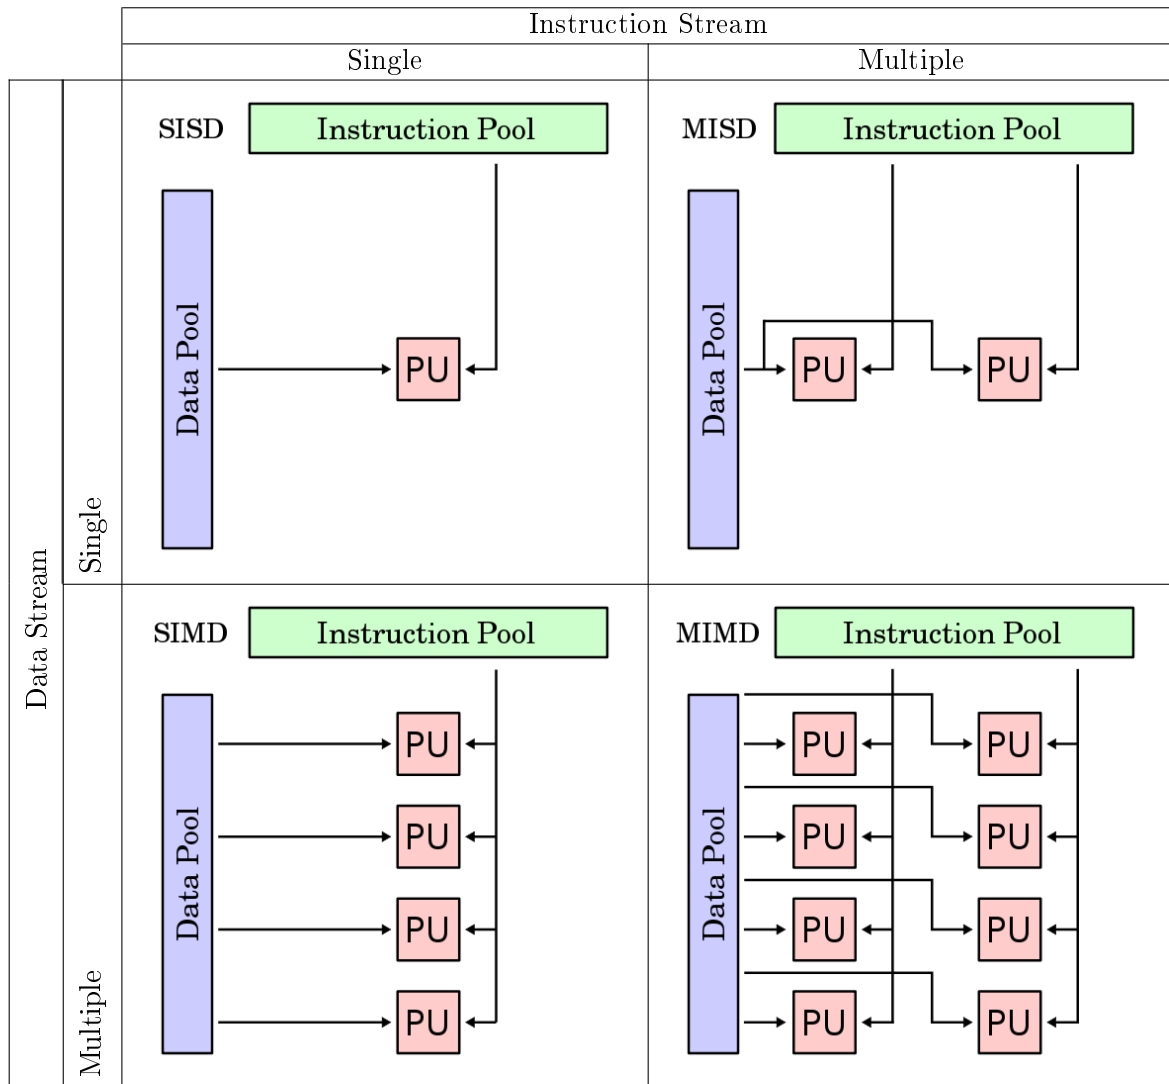 Instruction Stream
Single
Multiple
Data Stream
Single
SISD
Instruction Pool
Data Pool
PU
MISD
Instruction Pool
Data Pool
PU
PU
Multiple
SIMD
Instruction Pool
Data Pool
PU
PU
PU
PU
MIMD
Instruction Pool
Data Pool
PU
PU
PU
PU
PU
PU
PU
PU